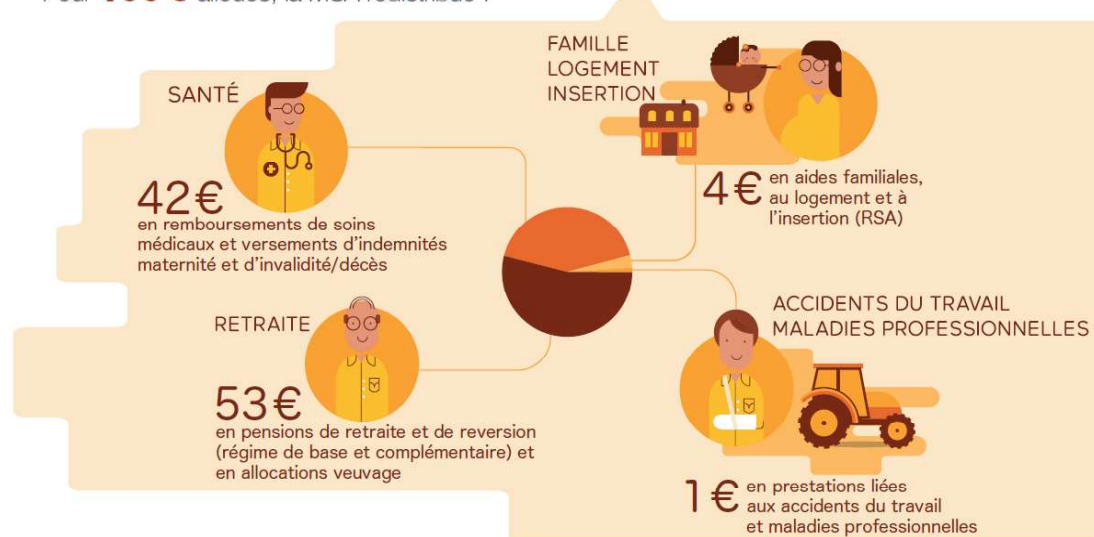 SANTÉ
42€
en remboursements de soins
médicaux et versements d'indemnités
maternité et d'invalidité/décès
FAMILLE
LOGEMENT
INSERTION
4€ en aides familiales,
au logement et à
l'insertion (RSA)
RETRAITE
53€
en pensions de retraite et de reversion
(régime de base et complémentaire) et
en allocations veuvage
ACCIDENTS DU TRAVAIL
MALADIES PROFESSIONNELLES
1€ en prestations liées
aux accidents du travail
et maladies professionnelles